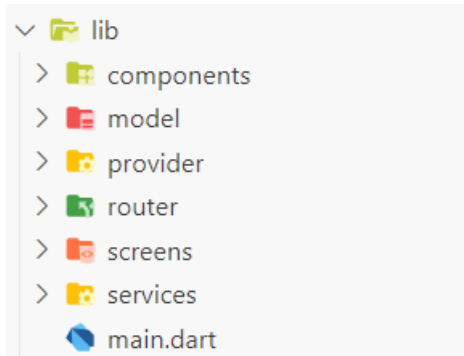 lib
components
model
provider
router
screens
services
main.dart